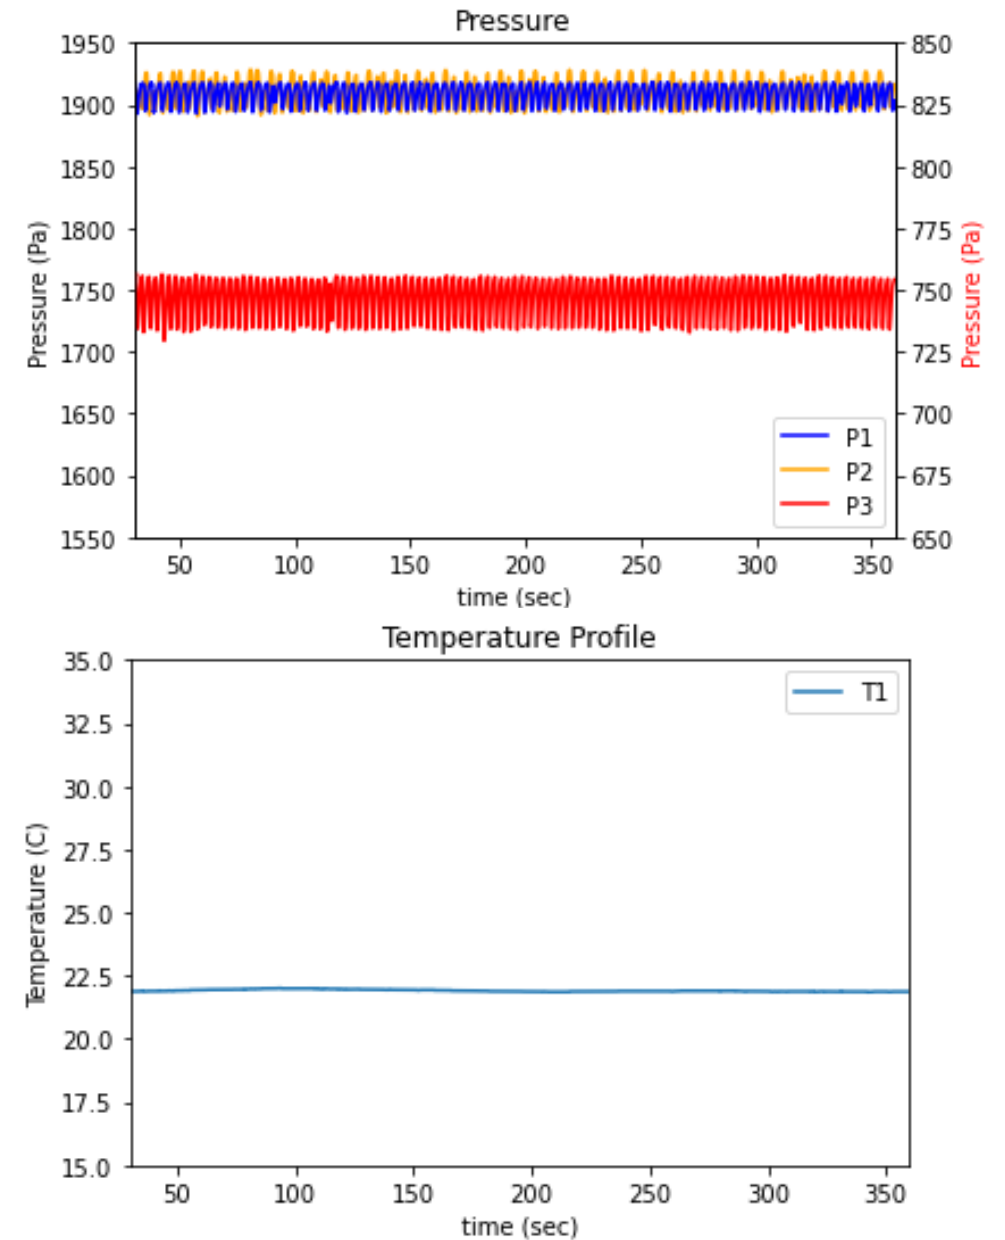 Pressure
1950
1900
1850
1800
1750
1700
1650
1600
1550
Pressure (Pa)
850
825
800
775
750
725
700
675
650
Pressure (Pa)
P1
P2
P3
50 100 150 200 250 300 350
time (sec)
Temperature Profile
35.0
32.5
30.0
27.5
25.0
22.5
20.0
17.5
15.0
Temperature (C)
T1
50 100 150 200 250 300 350
time (sec)